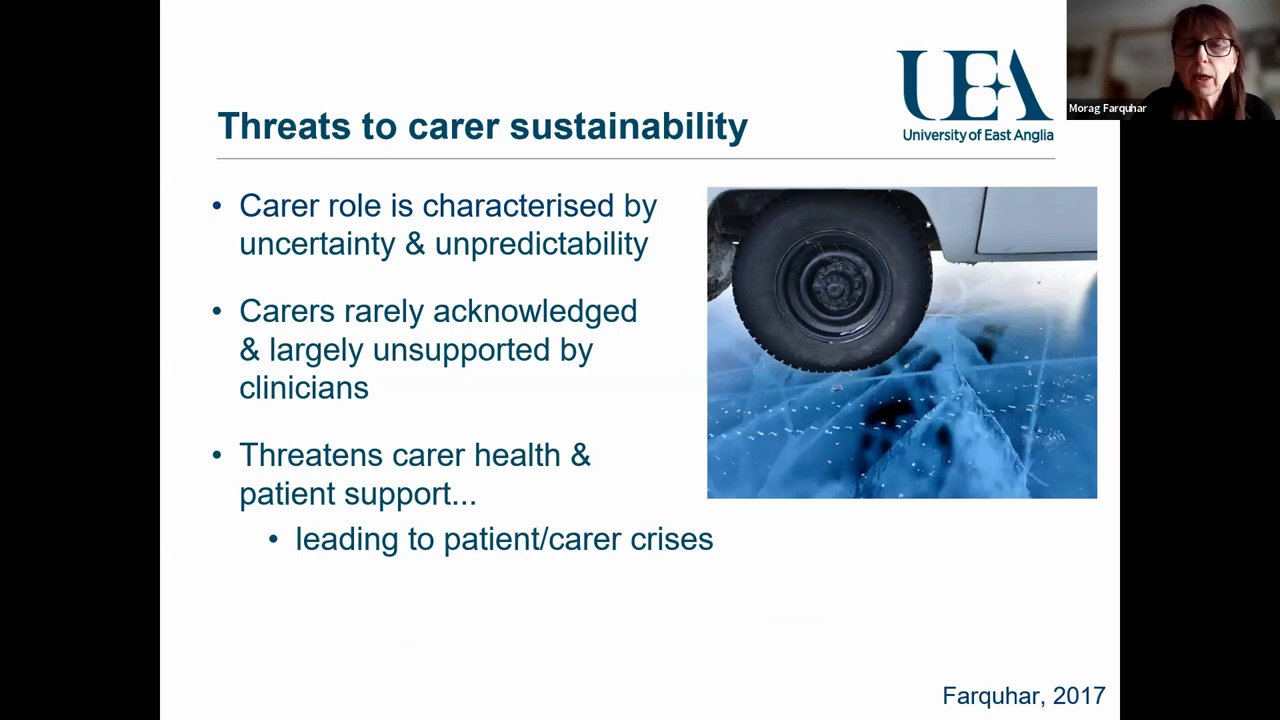 Threats to carer sustainability
UEA
University of East Anglia
Morag Farquhar
• Carer role is characterised by
uncertainty & unpredictability
• Carers rarely acknowledged
& largely unsupported by
clinicians
• Threatens carer health &
patient support...
• leading to patient/carer crises
Farquhar, 2017